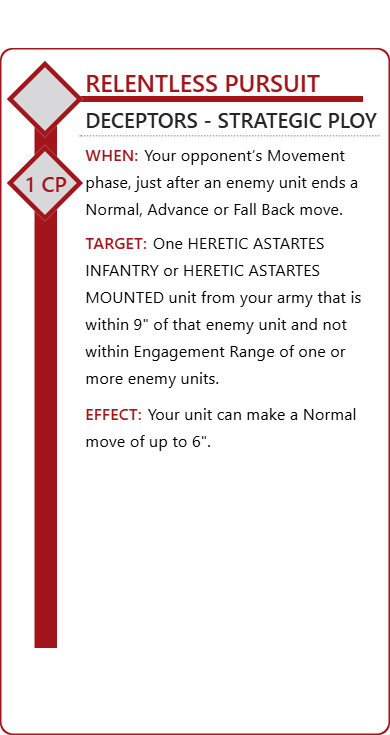 RELENTLESS PURSUIT
DECEPTORS - STRATEGIC PLOY
1 CP
WHEN: Your opponent’s Movement
phase, just after an enemy unit ends a
Normal, Advance or Fall Back move.
TARGET: One HERETIC ASTARTES
INFANTRY or HERETIC ASTARTES
MOUNTED unit from your army that is
within 9" of that enemy unit and not
within Engagement Range of one or
more enemy units.
EFFECT: Your unit can make a Normal
move of up to 6".